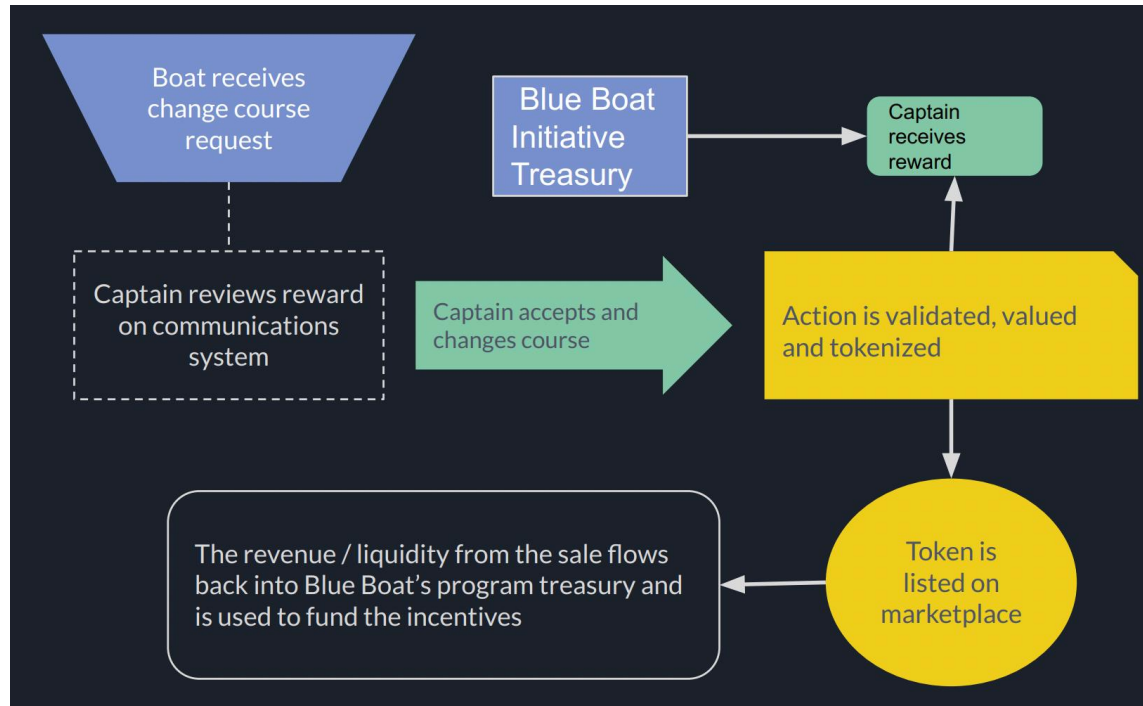 Boat receives
change course
request
Blue Boat
Initiative
Treasury
Captain
receives
reward
Captain reviews reward
on communications
system
Captain accepts and
changes course
Action is validated, valued
and tokenized
The revenue / liquidity from the sale flows
back into Blue Boat’s program treasury and
is used to fund the incentives
Token is
listed on
marketplace